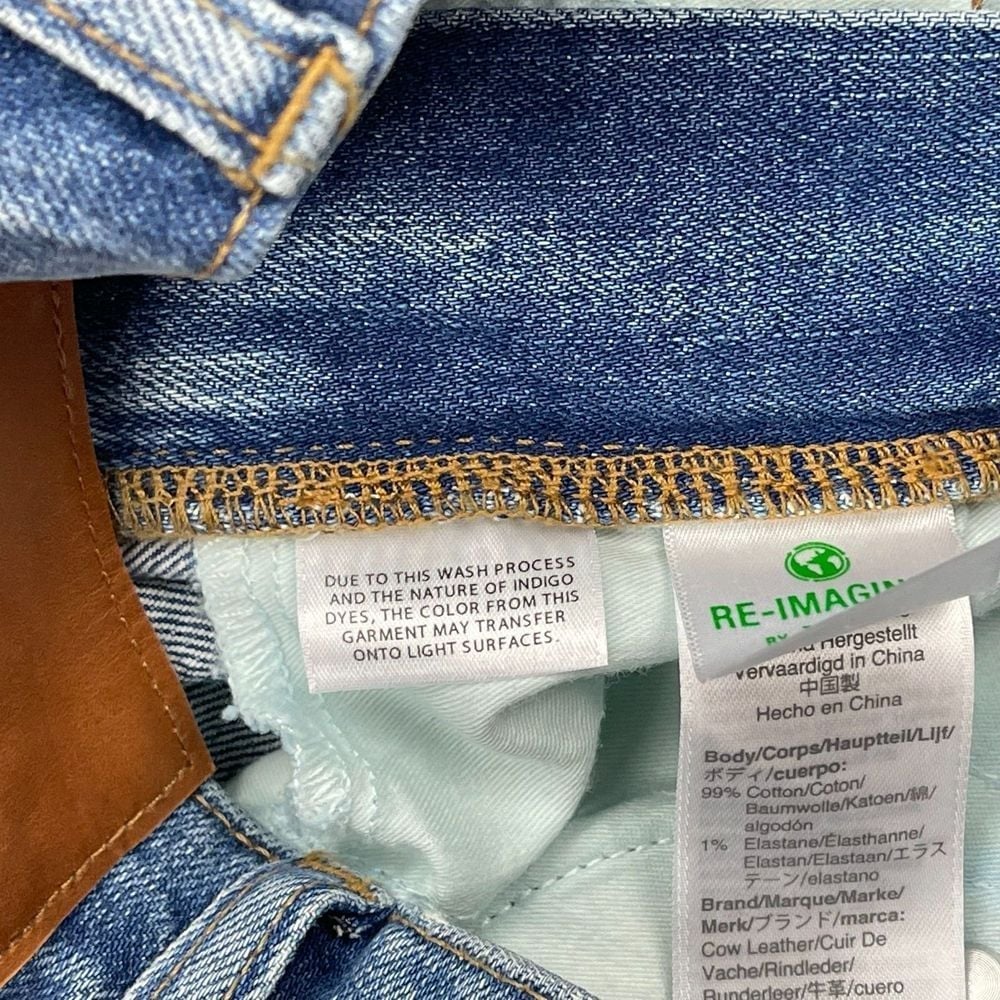 DUE TO THIS WASH PROCESS
AND THE NATURE OF INDIGO
DYES, THE COLOR FROM THIS
GARMENT MAY TRANSFER
ONTO LIGHT SURFACES.
BY
Hergestellt
Vervaardigd in China
中国製
Hecho en China
Body/Corps/Hauptteil/Lijf/
ボディ/cuerpo:
99% Cotton/Coton/
Baumwolle/Katoen/綿/
algodón
1% Elastane/Élasthanne/
Elastan/Elastaan/エラス
テーン/elastano
Brand/Marque/Marke/
Merk/ブランド/marca:
Cow Leather/Cuir De
Vache/Rindleder/
Runderleer/牛革/cuero